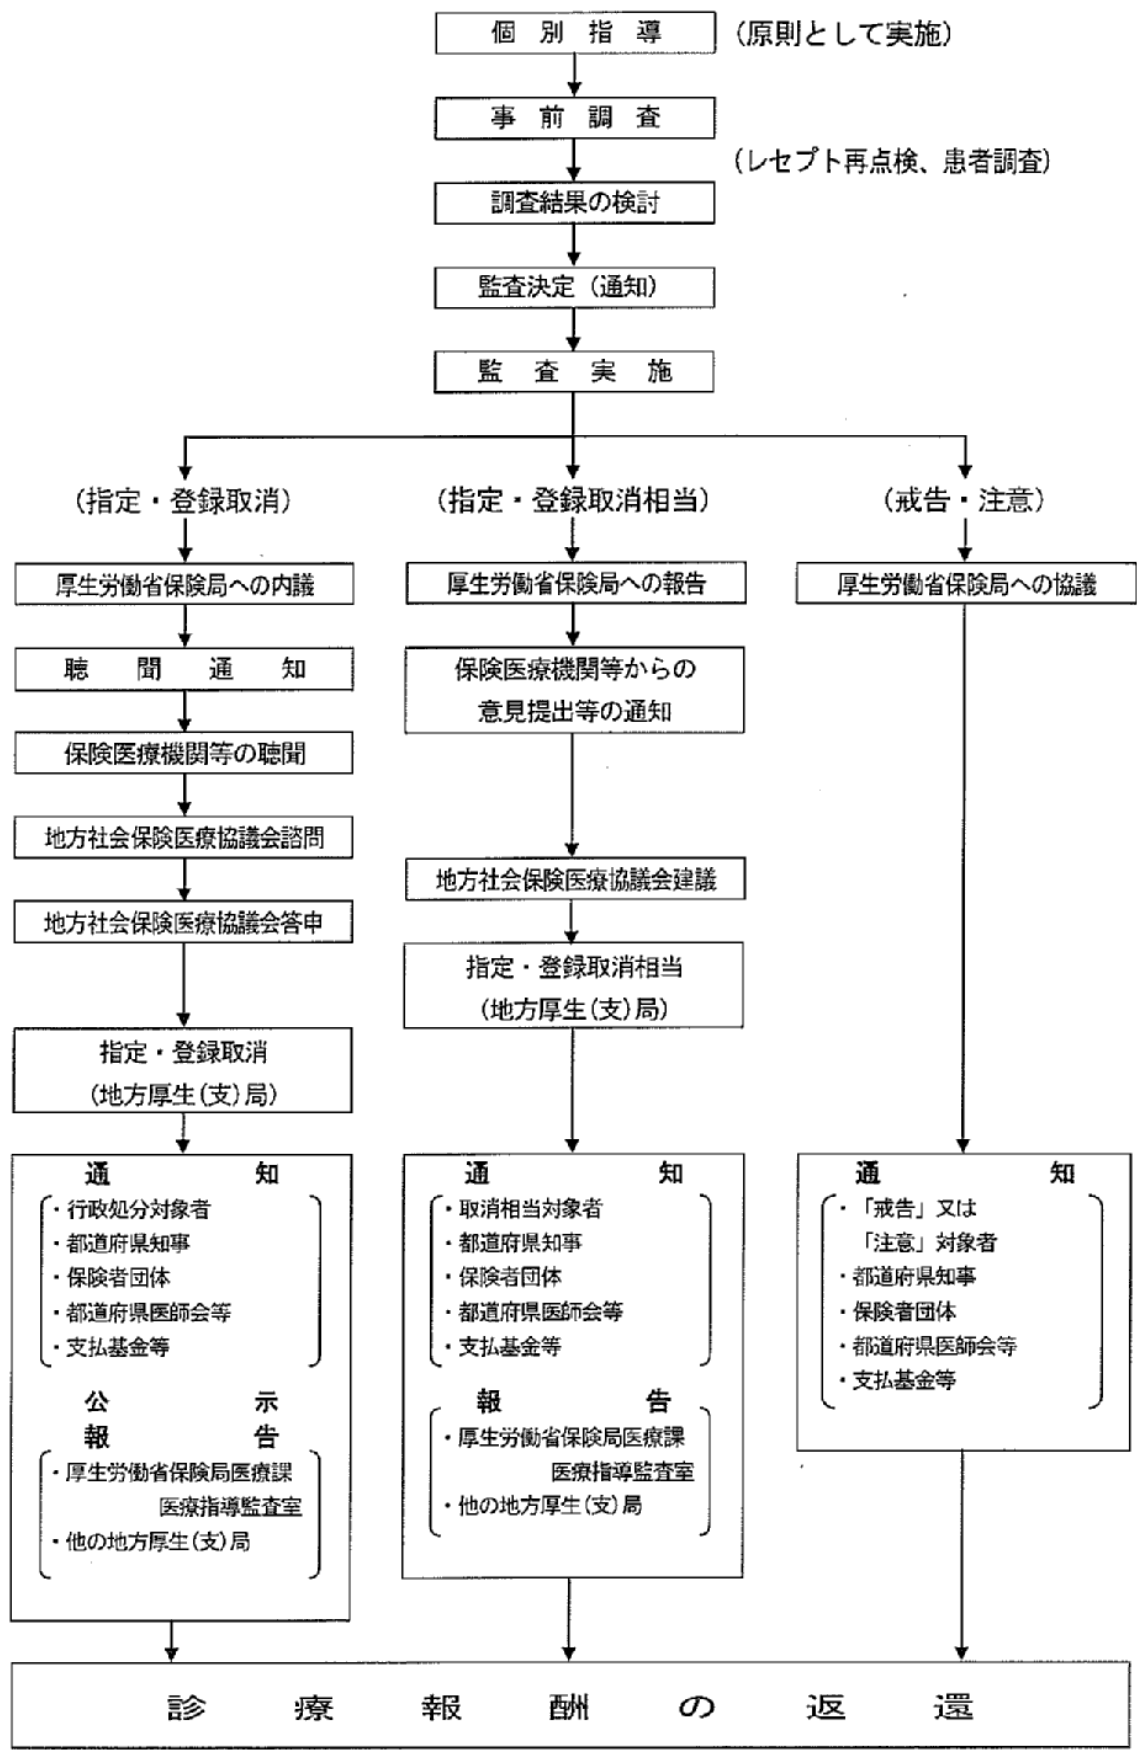 個別指導
(原則として実施)
事前調査
(レセプト再点検、患者調査)
調査結果の検討
監査決定(通知)
監査実施
(指定・登録取消)
厚生労働省保険局への内議
聴聞通知
保険医療機関等の聴聞
地方社会保険医療協議会諮問
地方社会保険医療協議会答申
指定・登録取消
(地方厚生(支)局)
通知
・行政処分対象者
・都道府県知事
・保険者団体
・都道府県医師会等
・支払基金等
公示
報告
・厚生労働省保険局医療課
医療指導監査室
・他の地方厚生(支)局
(指定・登録取消相当)
厚生労働省保険局への報告
保険医療機関等からの
意見提出等の通知
地方社会保険医療協議会建議
指定・登録取消相当
(地方厚生(支)局)
通知
・取消相当対象者
・都道府県知事
・保険者団体
・都道府県医師会等
・支払基金等
報告
・厚生労働省保険局医療課
医療指導監査室
・他の地方厚生(支)局
(戒告・注意)
厚生労働省保険局への協議
通知
・「戒告」又は
「注意」対象者
・都道府県知事
・保険者団体
・都道府県医師会等
・支払基金等
診療報酬の返還